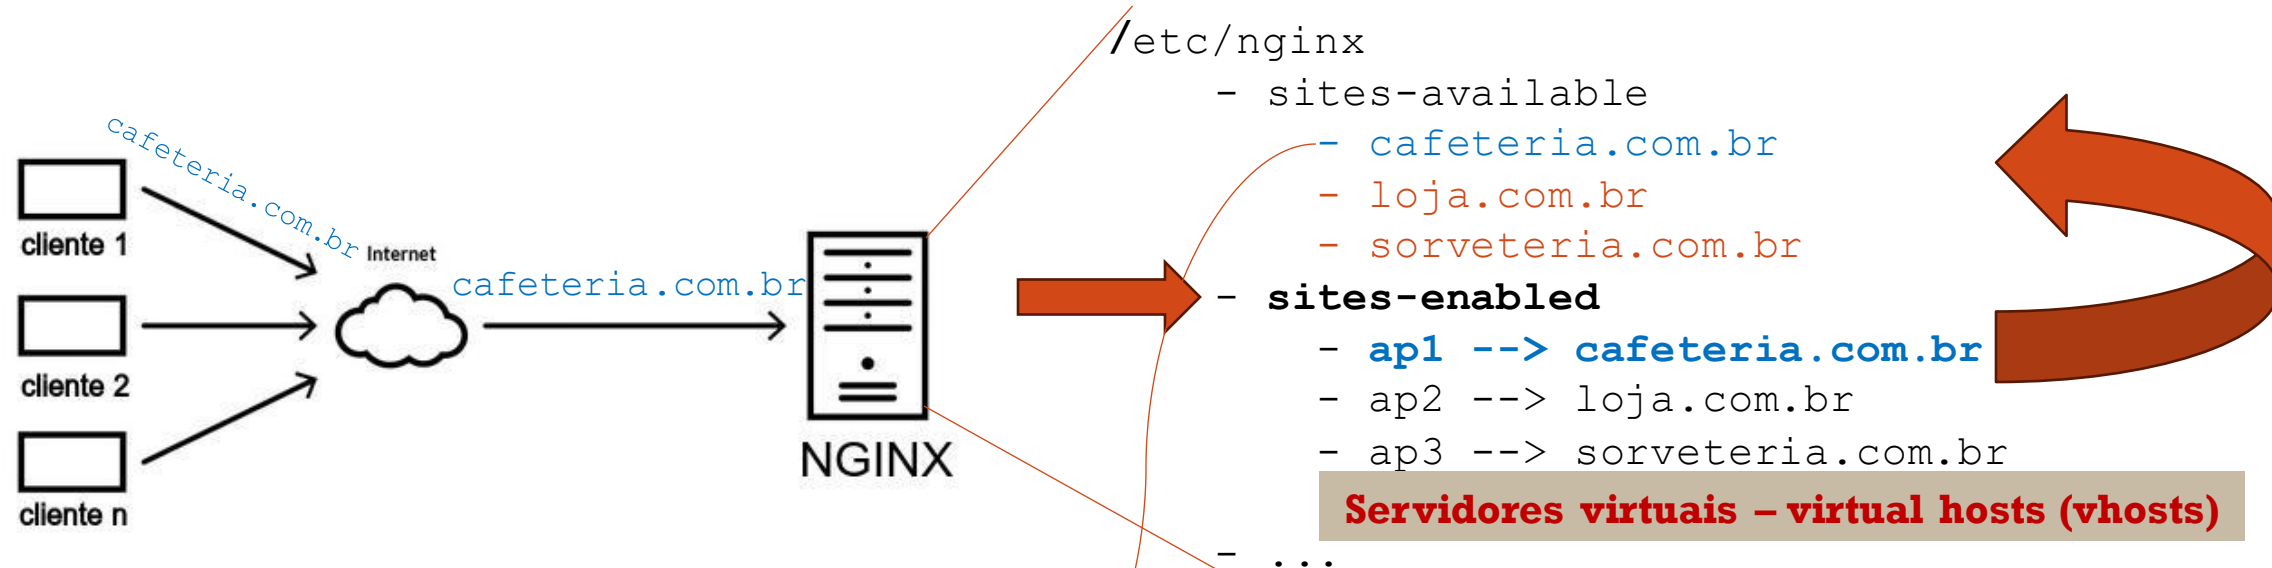 cafeteria.com.br
cliente 1
cliente 2
cliente n
Internet
cafeteria.com.br
NGINX
/etc/nginx
- sites-available
- cafeteria.com.br
- loja.com.br
- sorveteria.com.br
- sites-enabled
- ap1 --> cafeteria.com.br
- ap2 --> loja.com.br
- ap3 --> sorveteria.com.br
Servidores virtuais – virtual hosts (vhosts)
- ...